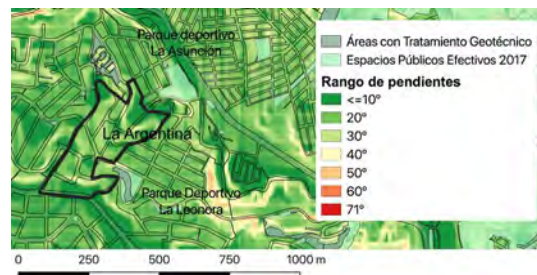 Parque deportivo
La Asunción
La Argentina
Parque Deportivo
La Leonora
Áreas con Tratamiento Geotécnico
Espacios Públicos Efectivos 2017
Rango de pendientes
<=10°
20°
30°
40°
50°
60°
71°
0 250 500 750 1000 m